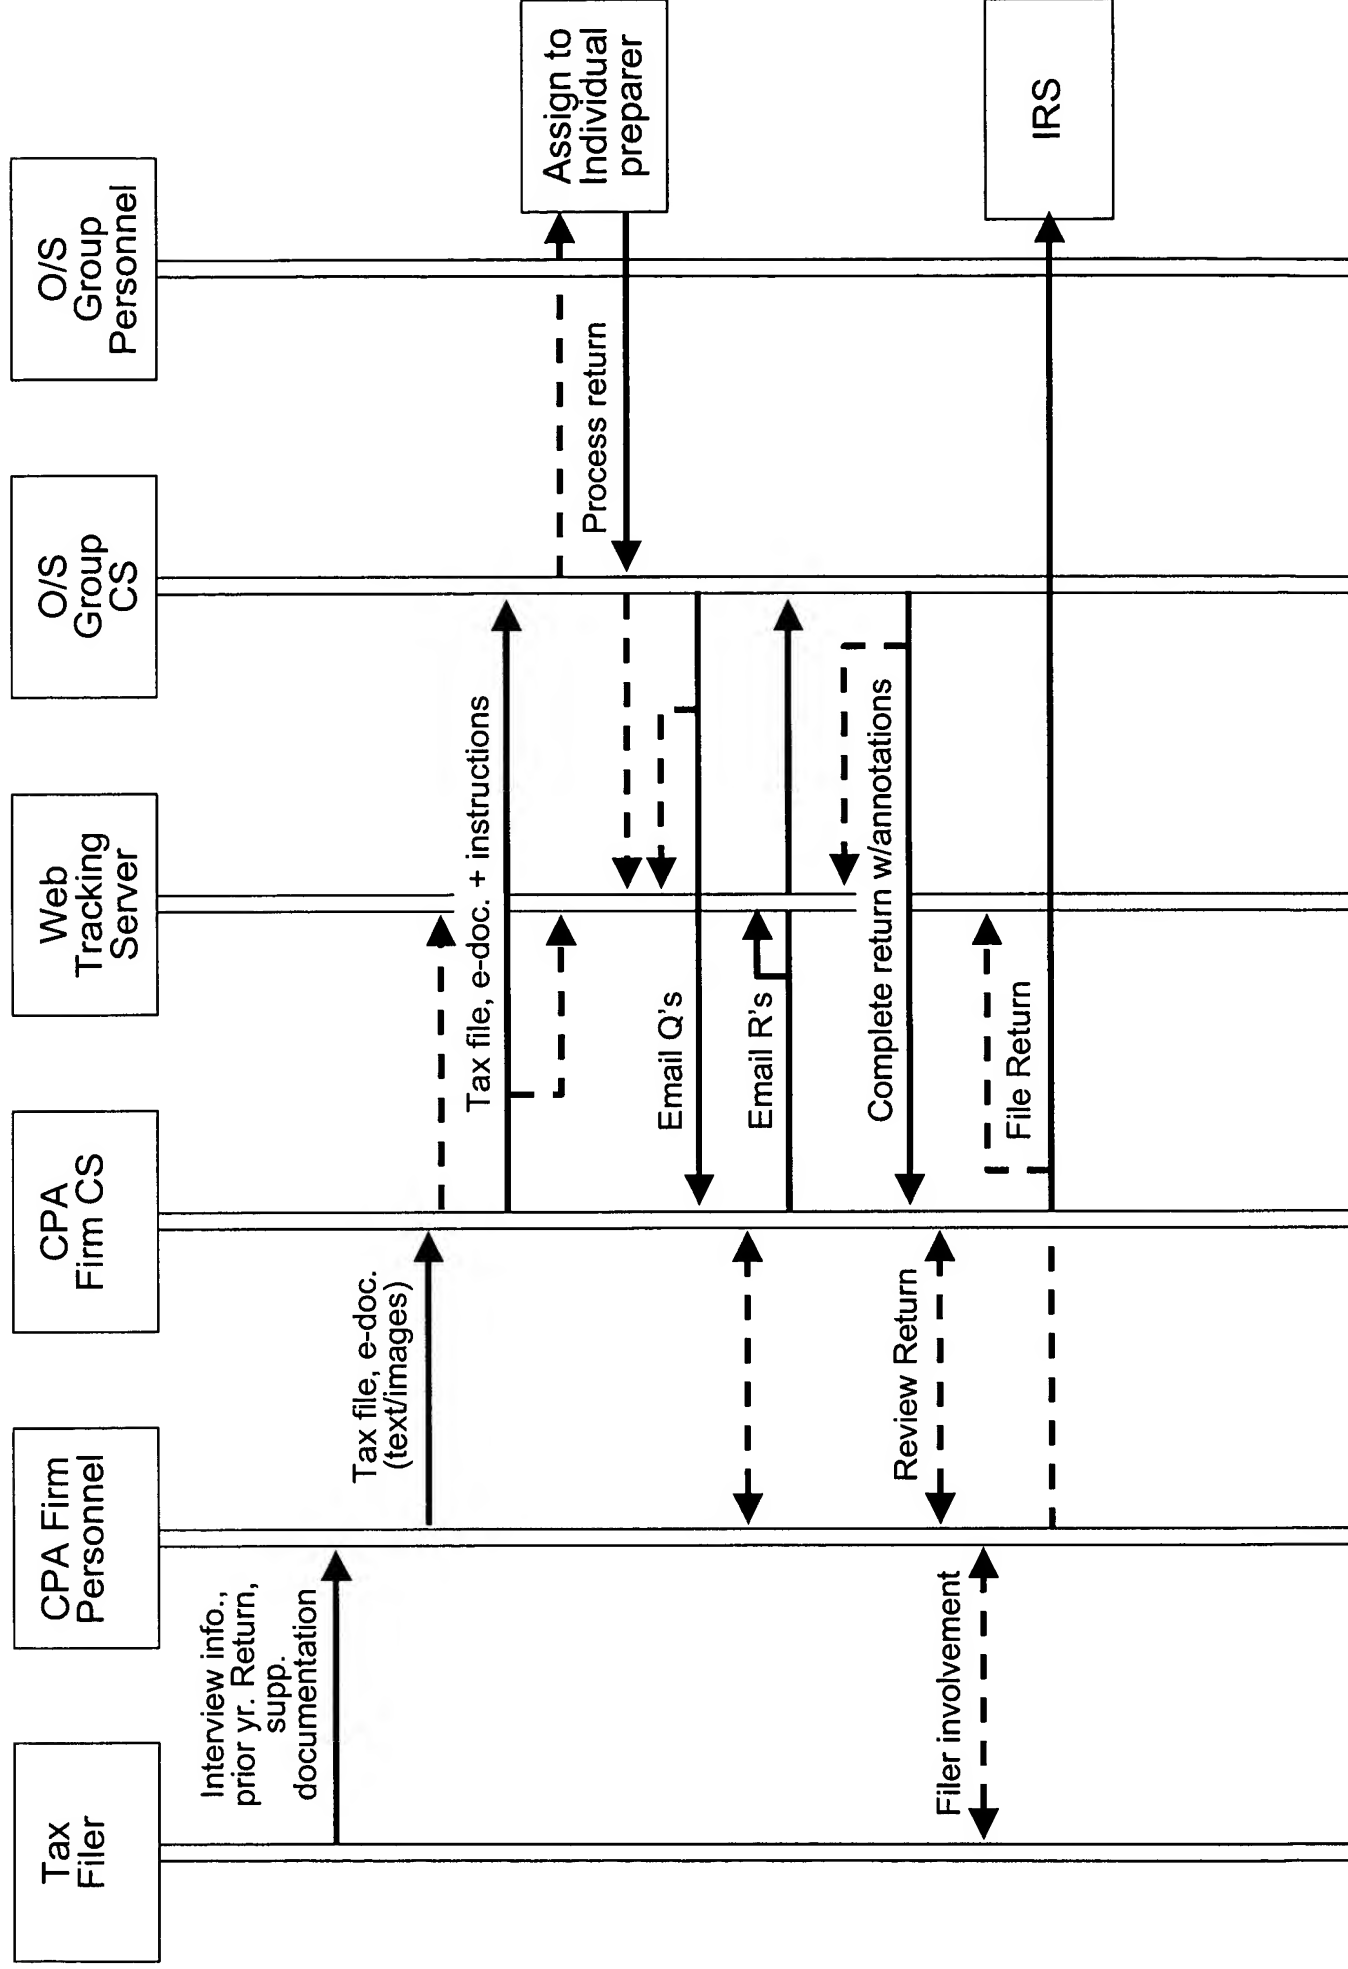 Tax
Filer
CPA Firm
Personnel
CPA
Firm CS
Web
Tracking
Server
O/S
Group
CS
O/S
Group
Personnel
Interview info.,
prior yr. Return,
supp.
documentation
Tax file, e-doc.
(text/images)
Tax file, e-doc. + instructions
Assign to
Individual
preparer
Process return
Email Q's
Email R's
Complete return w/annotations
Review Return
Filer involvement
File Return
IRS